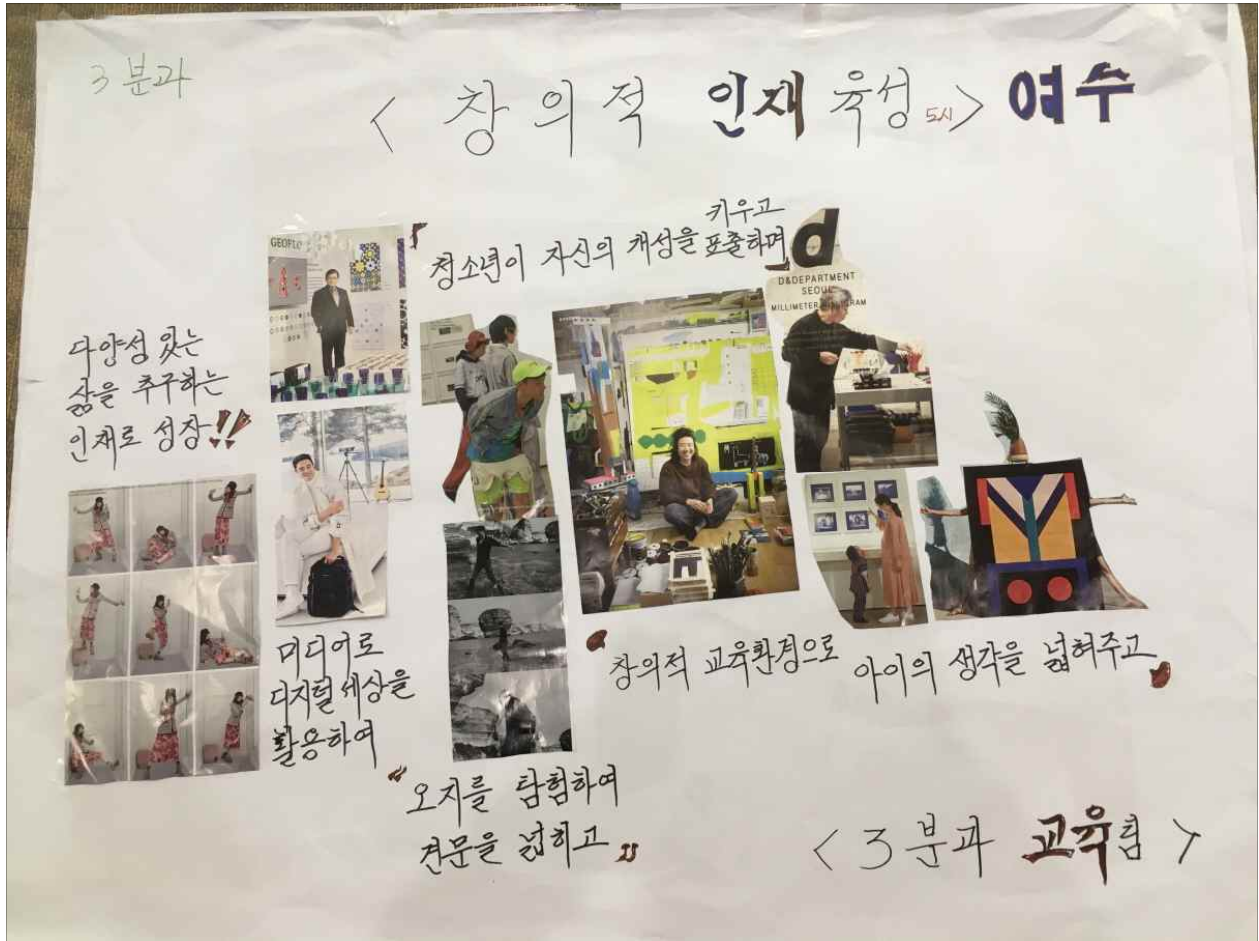 3분과
< 창의적 인재 육성 도시 > 여수
키우고
청소년이 자신의 개성을 표출하며
d
D&DEPARTMENT
SEOUL
GEOFLO
다양성 있는
삶을 추구하는
인재로 성장!!
창의적 교육환경으로
아이의 생각을 넓혀주고
미디어로
디지털세상을
활용하여
" 오지를 탐험하여
견문을 넓히고 "
< 3분과 교육팀 >